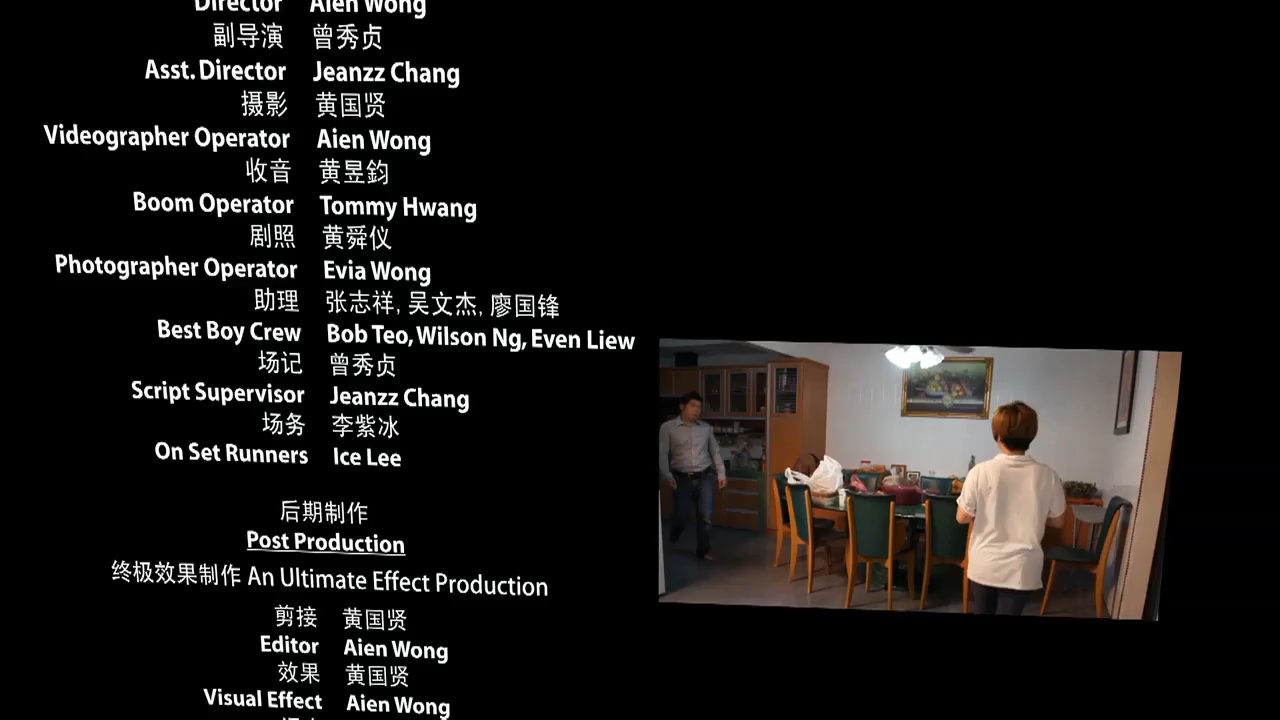 Director Aien Wong
副导演 曾秀贞
Asst. Director Jeanzz Chang
摄影 黄国贤
Videographer Operator Aien Wong
收音 黄昱鈞
Boom Operator Tommy Hwang
剧照 黄舜仪
Photographer Operator Evia Wong
助理 张志祥, 吴文杰, 廖国锋
Best Boy Crew Bob Teo, Wilson Ng, Even Liew
场记 曾秀贞
Script Supervisor Jeanzz Chang
场务 李紫冰
On Set Runners Ice Lee
后期制作
Post Production
终极效果制作 An Ultimate Effect Production
剪接 黄国贤
Editor Aien Wong
效果 黄国贤
Visual Effect Aien Wong